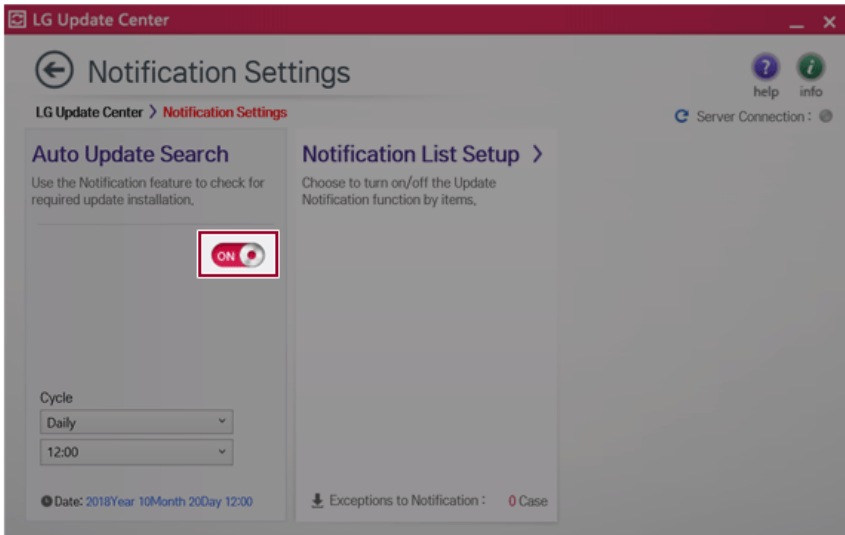 LG Update Center
Notification Settings
help
info
LG Update Center > Notification Settings
Server Connection :
Auto Update Search
Use the Notification feature to check for
required update installation.
ON
Cycle
Daily
12:00
Date: 2018Year 10Month 20Day 12:00
Notification List Setup >
Choose to turn on/off the Update
Notification function by items.
Exceptions to Notification : 0 Case